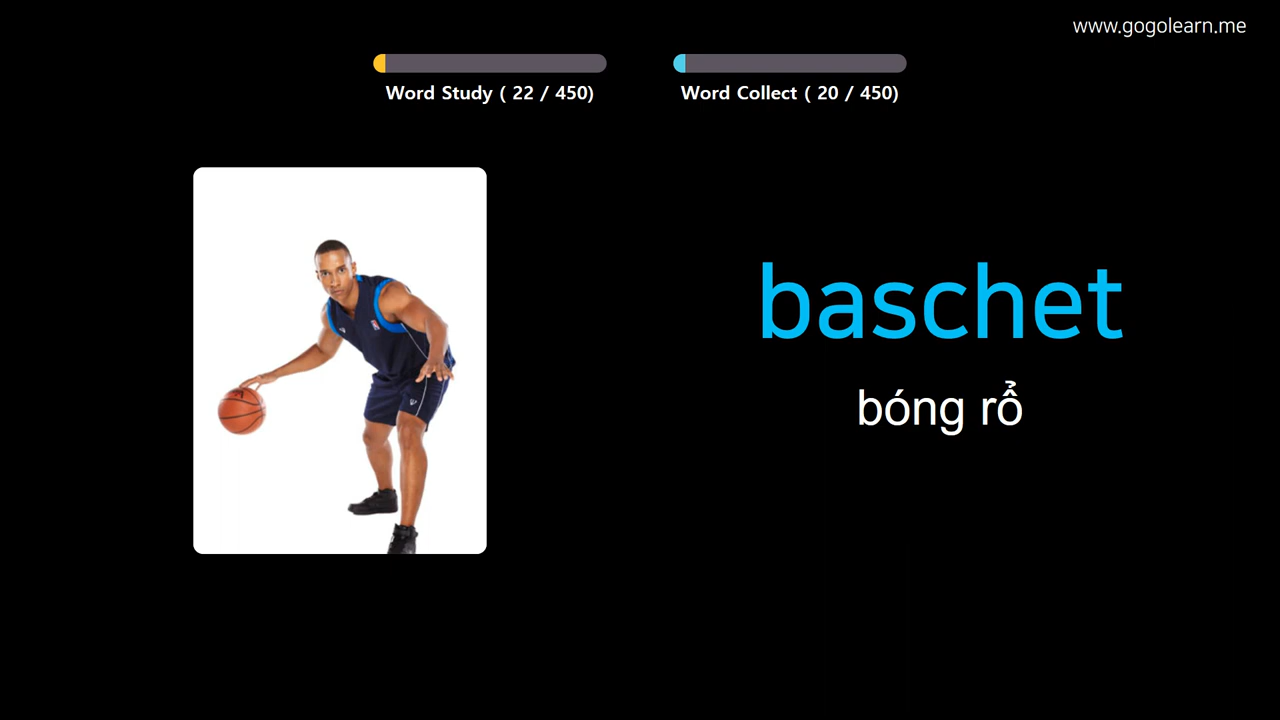 www.gogolearn.me
Word Study ( 22 / 450)
Word Collect ( 20 / 450)
baschet
bóng rổ